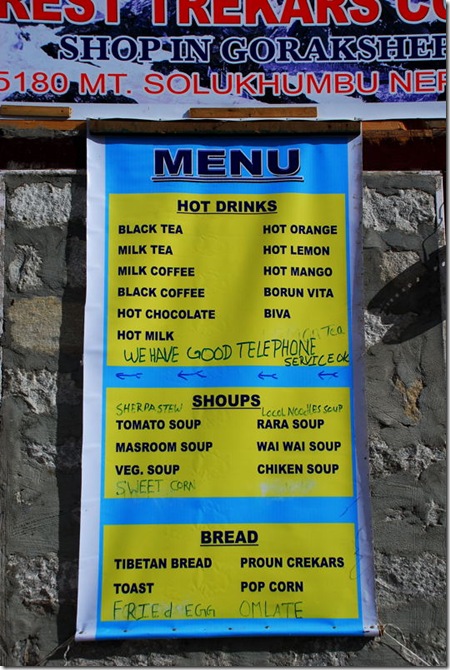 REST TREKARS CO
SHOP IN GORAKSHEP
5180 MT. SOLUKHUMBU NEP
MENU
HOT DRINKS
BLACK TEA HOT ORANGE
MILK TEA HOT LEMON
MILK COFFEE HOT MANGO
BLACK COFFEE BORUN VITA
HOT CHOCOLATE BIVA
HOT MILK Tea
WE HAVE GOOD TELEPHONE
SERVICE OK
SHOUPS
SHERPA STEW LOCOL NOODLES SOUP
TOMATO SOUP RARA SOUP
MASROOM SOUP WAI WAI SOUP
VEG. SOUP CHIKEN SOUP
SWEET CORN
BREAD
TIBETAN BREAD PROUN CREKARS
TOAST POP CORN
FRIEd EGG OMLATE